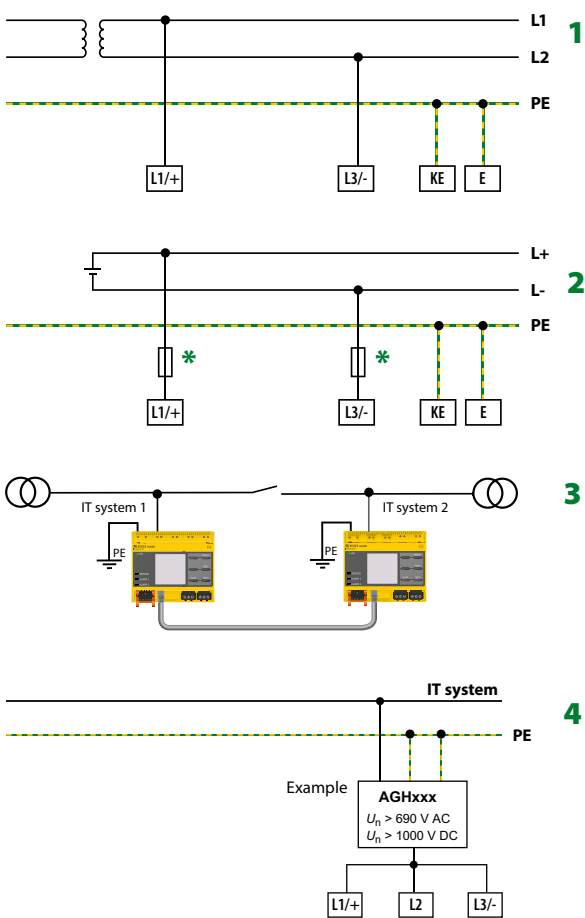 L1
1
L2
PE
L1/+ L3/- KE E
L+
2
L-
PE
* *
L1/+ L3/- KE E
3
IT system 1 IT system 2
PE PE
IT system
4
PE
Example
AGHxxx
Un > 690 V AC
Un > 1000 V DC
L1/+ L2 L3/-